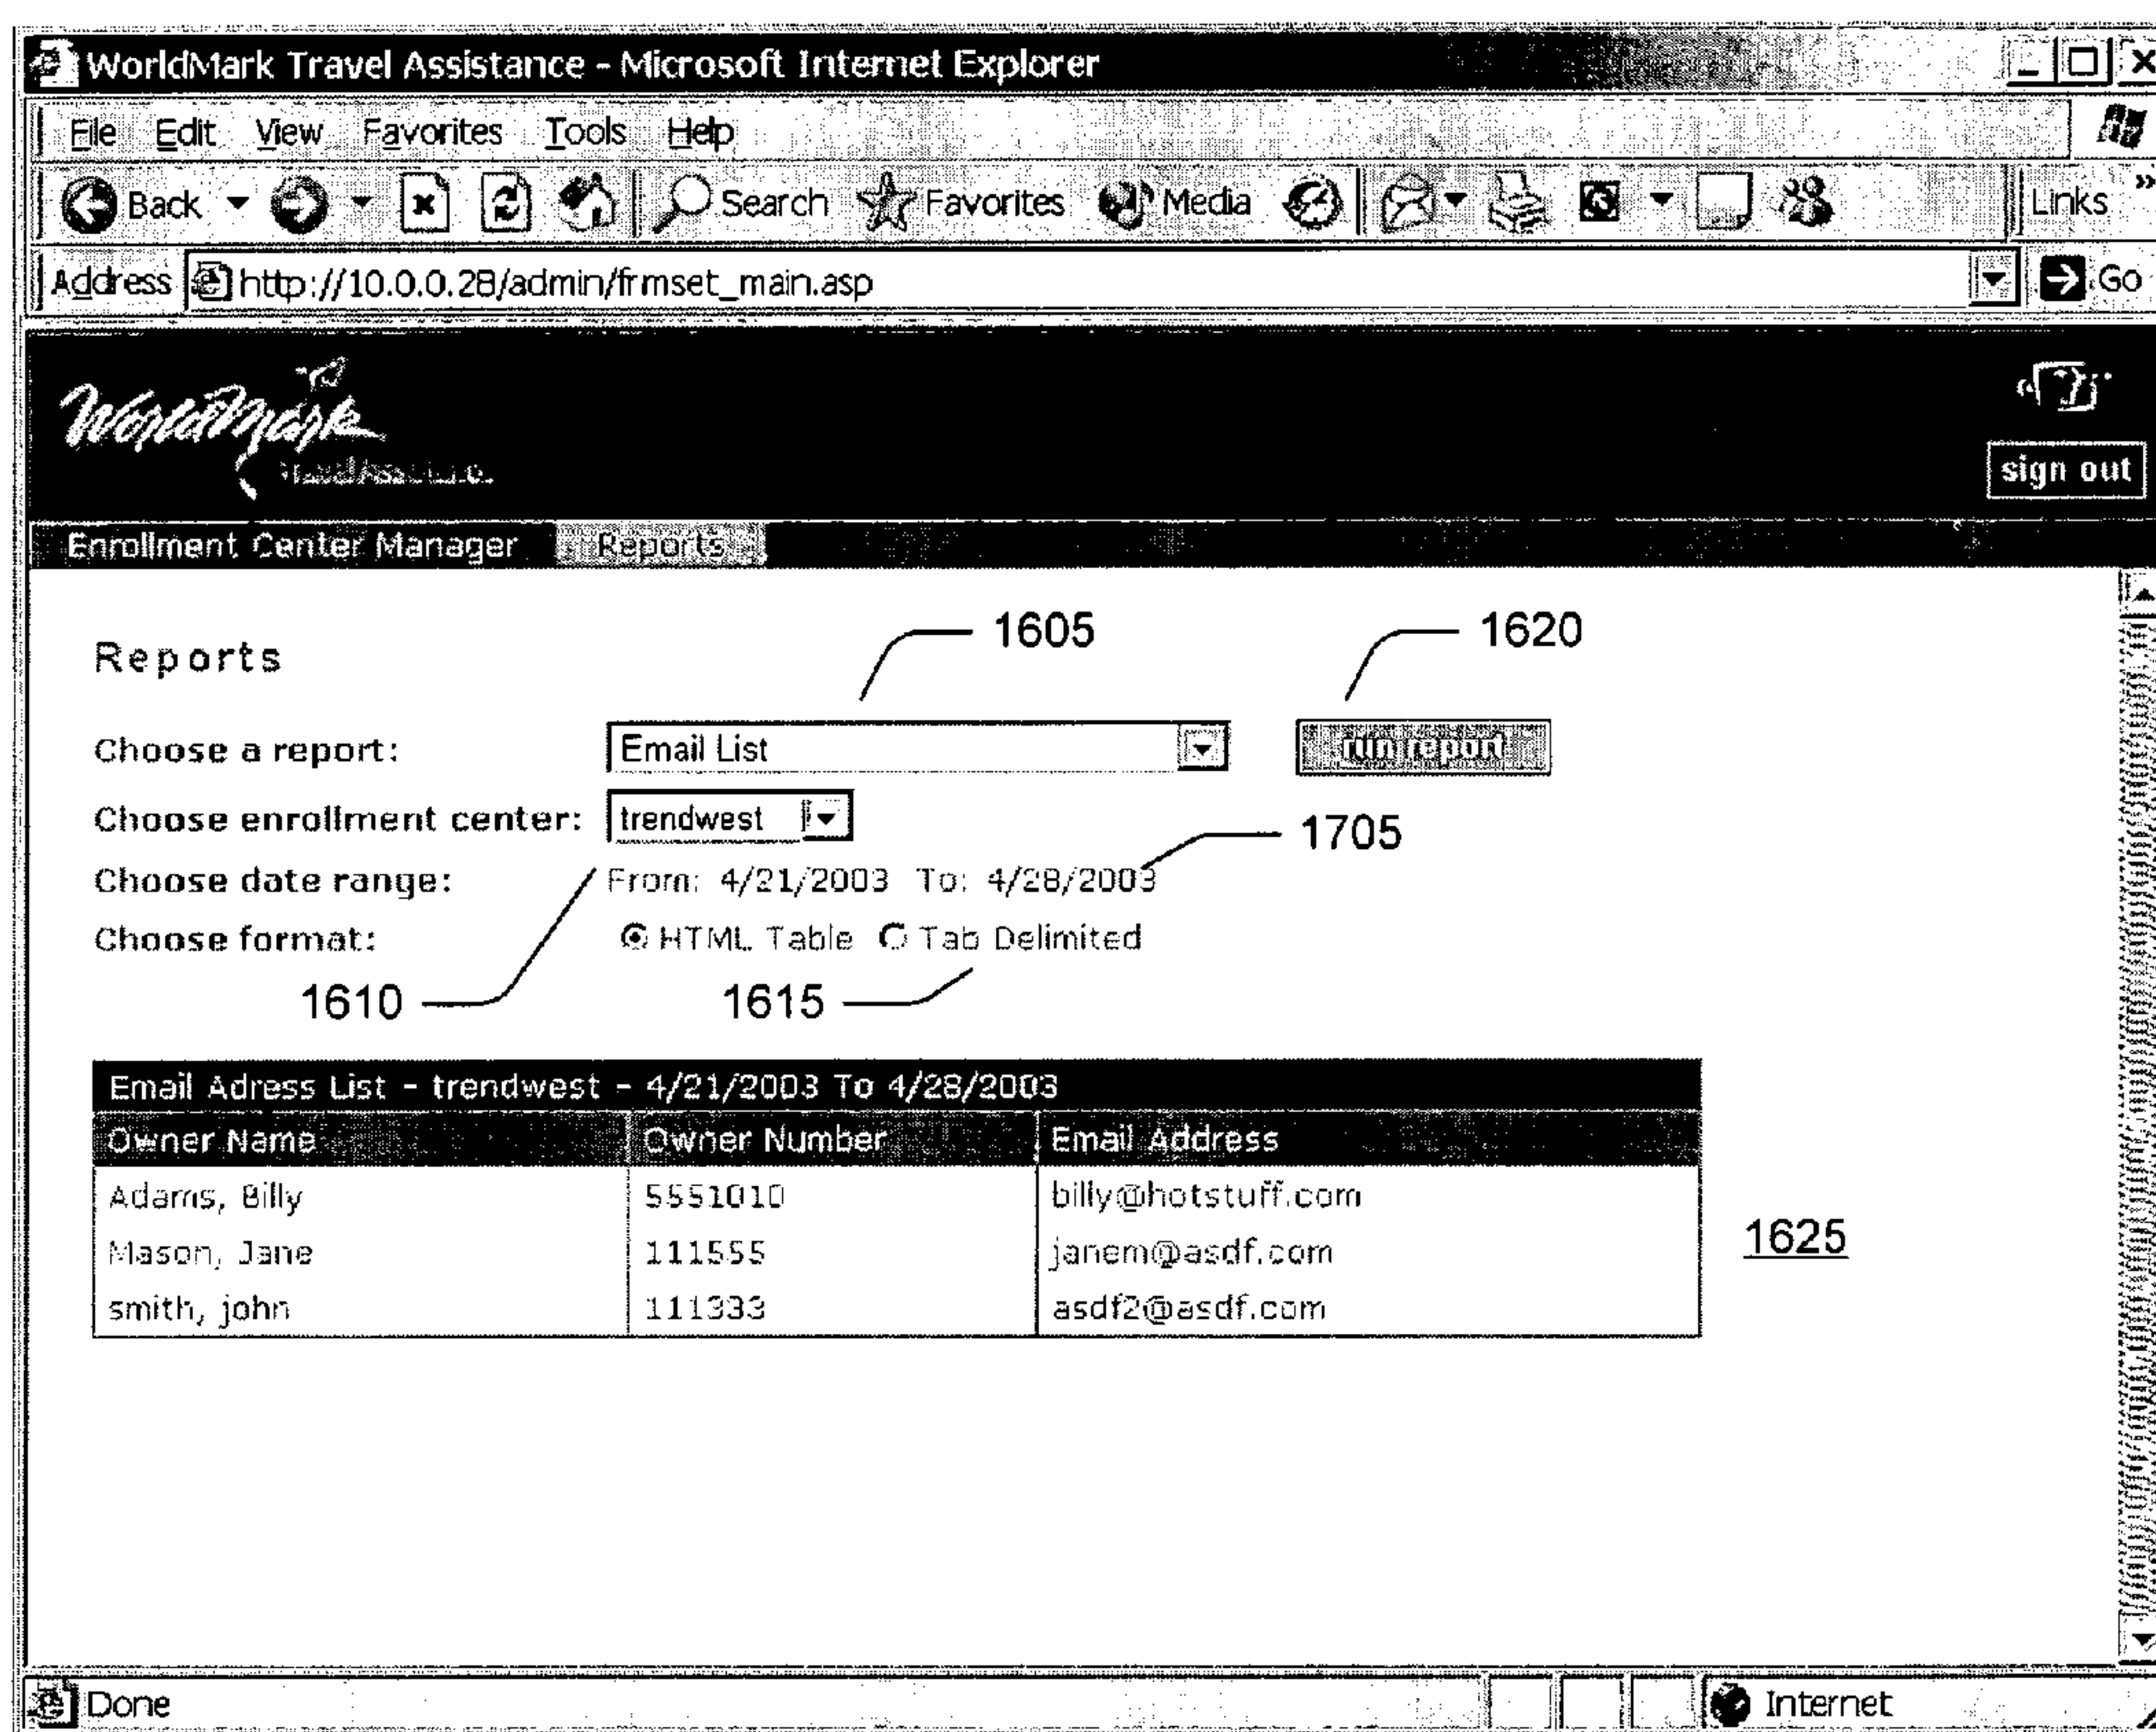 WorldMark Travel Assistance - Microsoft Internet Explorer
File Edit View Favorites Tools Help
Back Search Favorites Media Links »
Address http://10.0.0.28/admin/frmset_main.asp Go
WorldMark
sign out
Enrollment Center Manager Reports
1605 1620
Reports
Choose a report: Email List run report
Choose enrollment center: trendwest
1705
Choose date range: From: 4/21/2003 To: 4/28/2003
Choose format: HTML Table Tab Delimited
1610 1615
Email Adress List - trendwest - 4/21/2003 To 4/28/2003
Owner Name Owner Number Email Address
Adams, Billy 5551010 billy@hotstuff.com
Mason, Jane 111555 janem@asdf.com
1625
smith, john 111333 asdf2@asdf.com
Done Internet